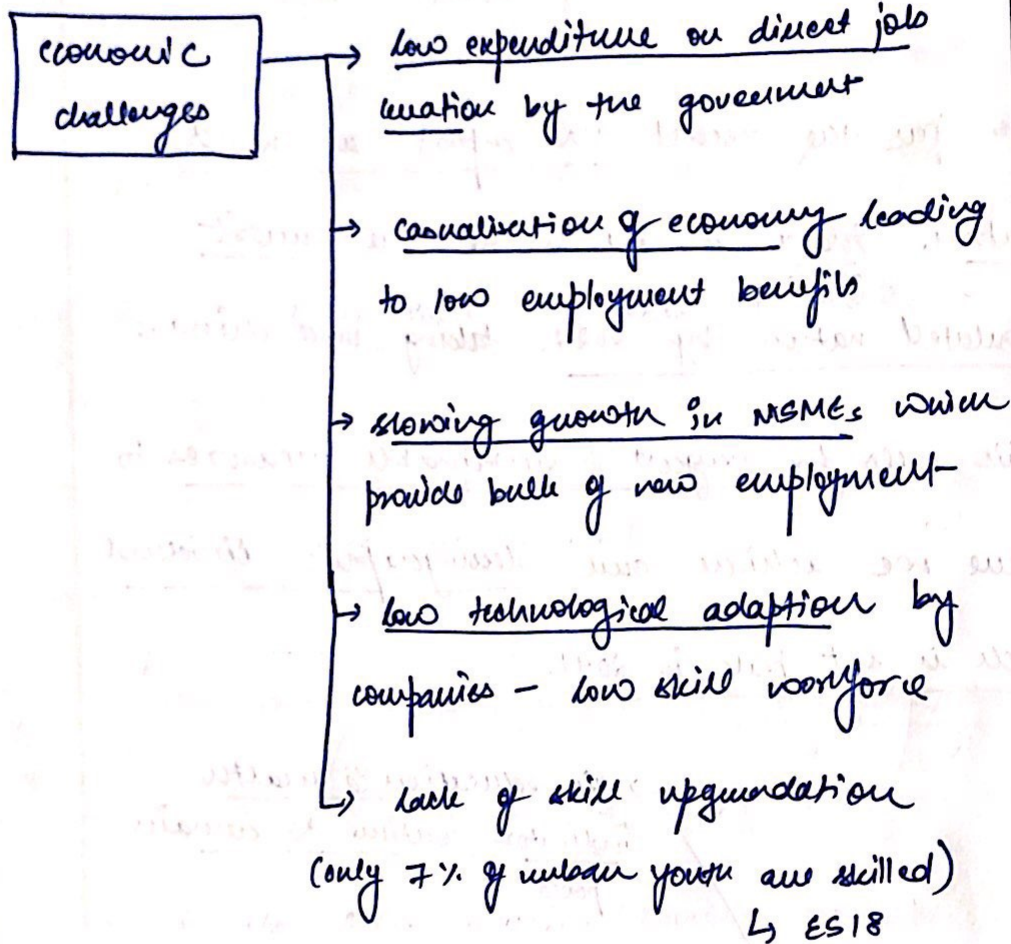 economic
challenges
→ low expenditure on direct job
creation by the government
→ casualisation of economy leading
to low employment benefits
→ slowing growth in MSMEs which
provide bulk of new employment
→ low technological adaption by
companies - low skill workforce
→ lack of skill upgradation
(only 7% of urban youth are skilled)
↳ ES18